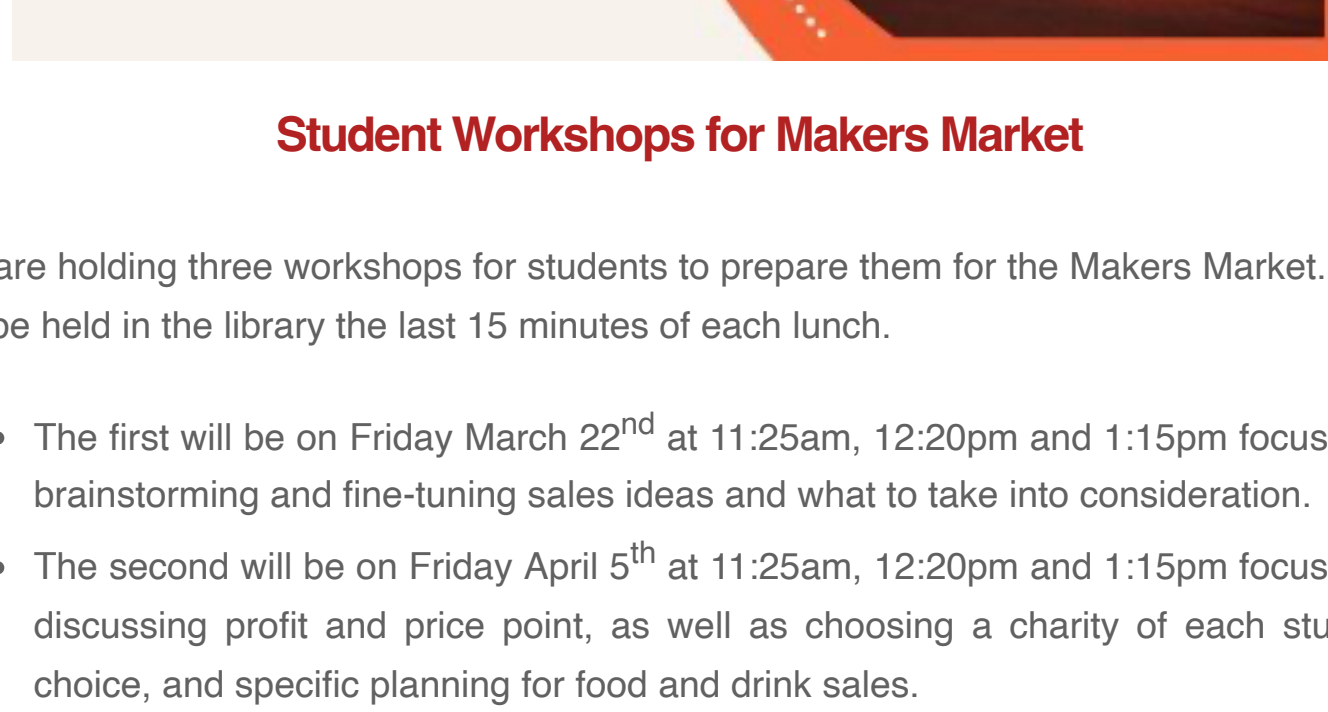 Student Workshops for Makers Market
are holding three workshops for students to prepare them for the Makers Market.
be held in the library the last 15 minutes of each lunch.
• The first will be on Friday March 22nd at 11:25am, 12:20pm and 1:15pm focus
brainstorming and fine-tuning sales ideas and what to take into consideration.
• The second will be on Friday April 5th at 11:25am, 12:20pm and 1:15pm focus
discussing profit and price point, as well as choosing a charity of each stu
choice, and specific planning for food and drink sales.